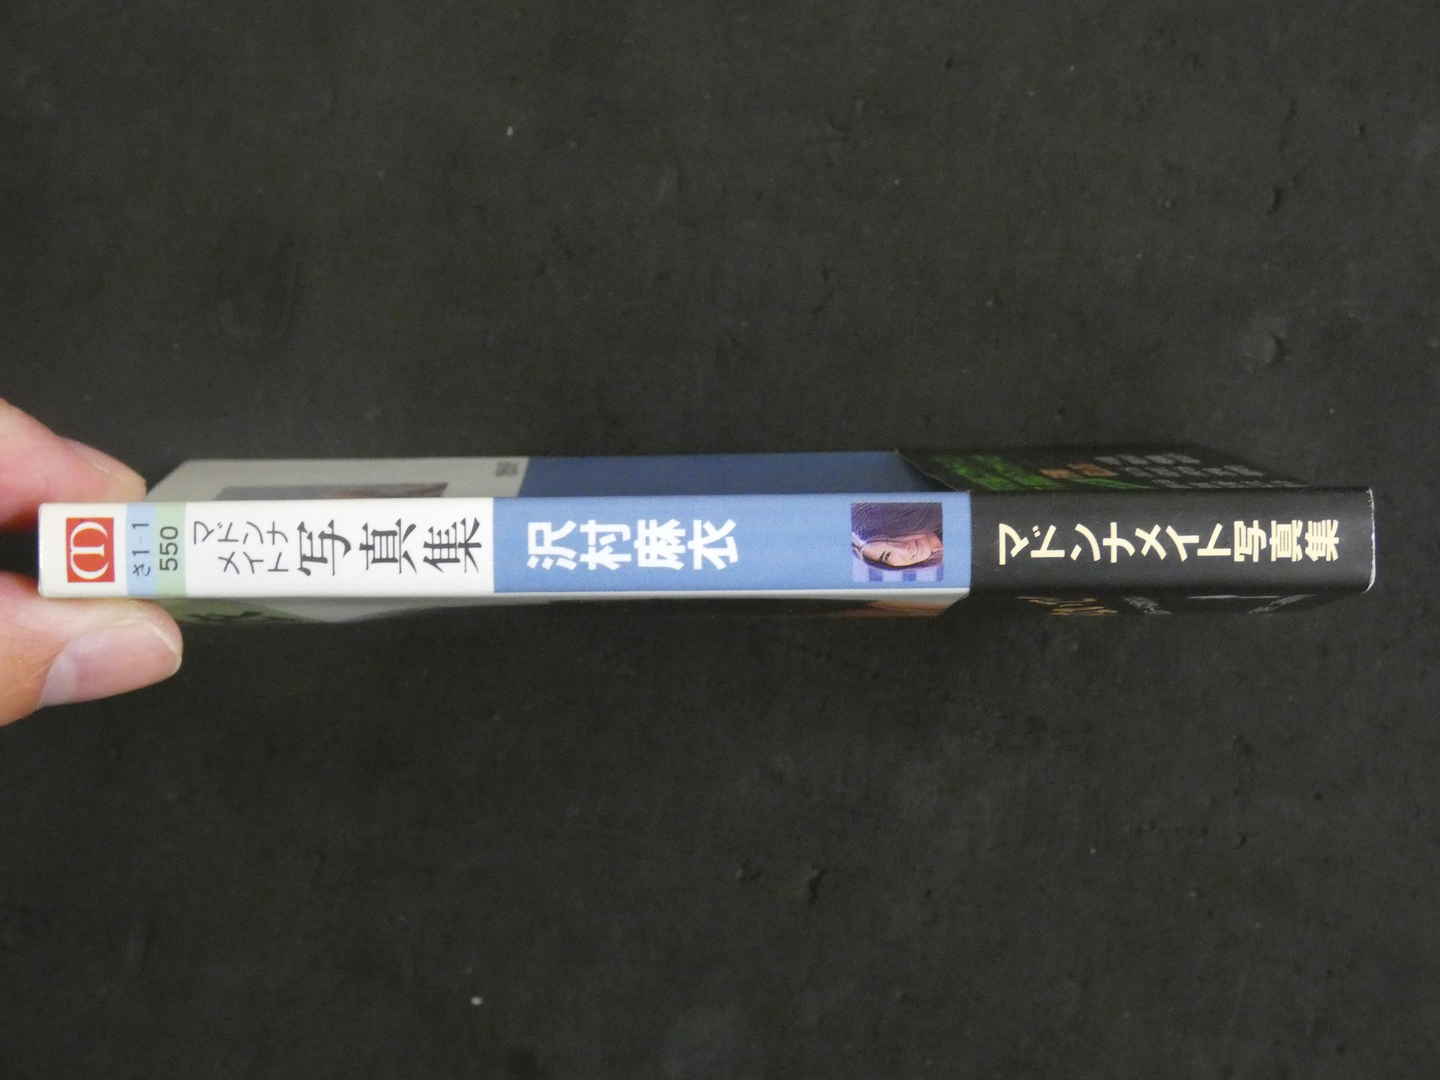 さ1-1
550
マドンナ
メイト
写真集
沢村麻衣
マドンナメイト写真集